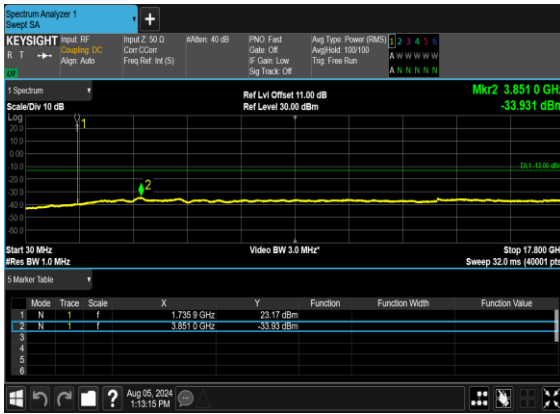 Spectrum Analyzer 1
Swept SA
+
KEYSIGHT Input: RF Input Z: 50 Ω #Atten: 40 dB PNO: Fast Avg Type: Power (RMS) 1 2 3 4 5 6
R T Coupling: DC Corr CCorr Gate: Off Avg|Hold: 100/100 A W W W W W
Align: Auto Freq Ref: Int (S) IF Gain: Low Trig: Free Run
Sig Track: Off A N N N N N
LXI
1 Spectrum Ref Lvl Offset 11.00 dB Mkr2 3.851 0 GHz
Scale/Div 10 dB Ref Level 30.00 dBm -33.931 dBm
Log
20.0 1
10.0
0.00
-10.0 DL1 -13.00 dBm
-20.0
-30.0 2
-40.0
-50.0
-60.0
Start 30 MHz Video BW 3.0 MHz* Stop 17.800 GHz
#Res BW 1.0 MHz Sweep 32.0 ms (40001 pts)
5 Marker Table
Mode Trace Scale X Y Function Function Width Function Value
1 N 1 f 1.735 9 GHz 23.17 dBm
2 N 1 f 3.851 0 GHz -33.93 dBm
3
4
5
6
? Aug 05, 2024
1:13:15 PM